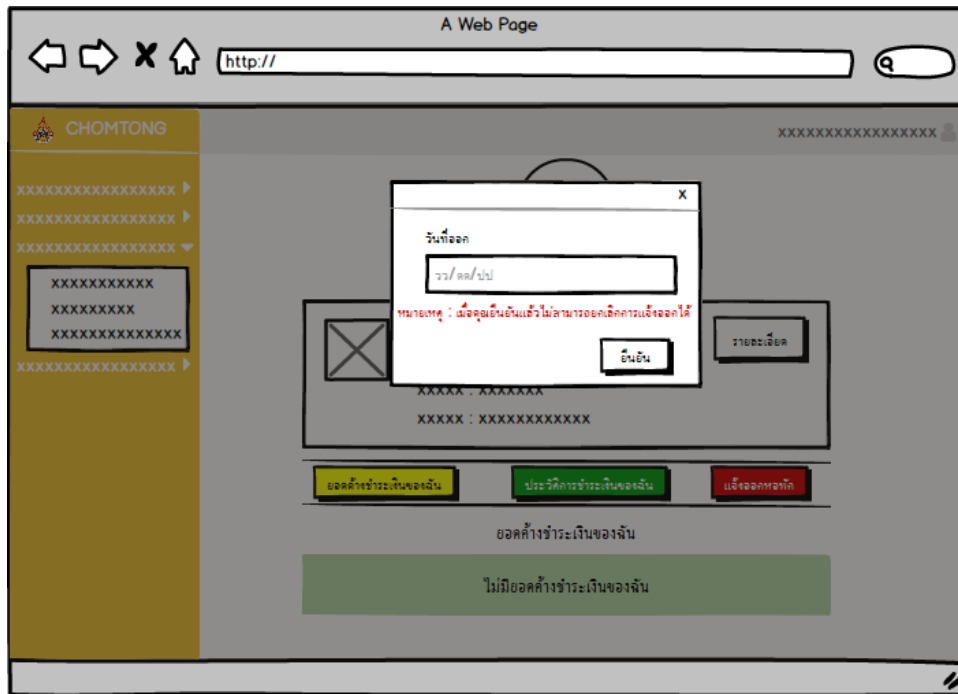 A Web Page
http://
CHOMTONG
xxxxxxxxxxxxxxxxx
xxxxxxxxxxxxxxxxx
xxxxxxxxxxxxxxxxx
xxxxxxxxxxxxxxxxx
xxxxxxxxxxx
xxxxxxxxx
xxxxxxxxxxxxxx
xxxxxxxxxxxxxxxxx
x
วันที่ออก
วว/ดด/ปป
หมายเหตุ : เมื่อคุณยืนยันแล้วไม่สามารถยกเลิกการแจ้งออกได้
ยืนยัน
รายละเอียด
xxxxx : xxxxxxx
xxxxx : xxxxxxxxxxxx
ยอดค้างชำระเงินของฉัน
ประวัติการชำระเงินของฉัน
แจ้งออกหอพัก
ยอดค้างชำระเงินของฉัน
ไม่มียอดค้างชำระเงินของฉัน